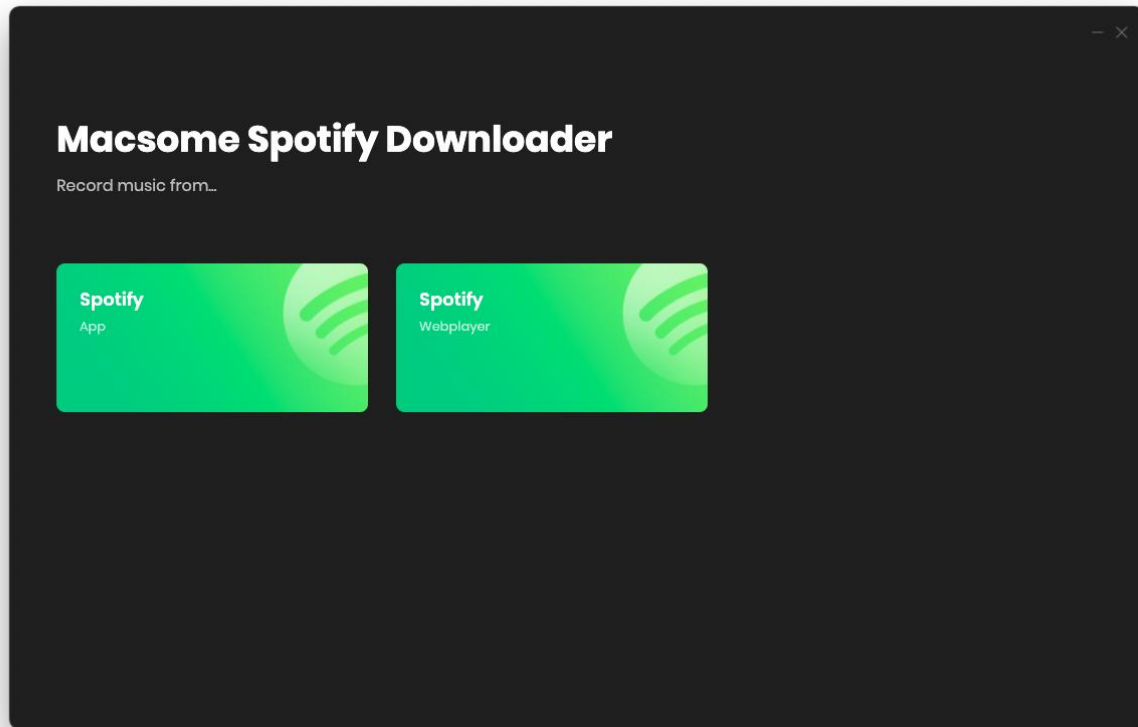 Macsome Spotify Downloader
Record music from...
Spotify
App
Spotify
Webplayer